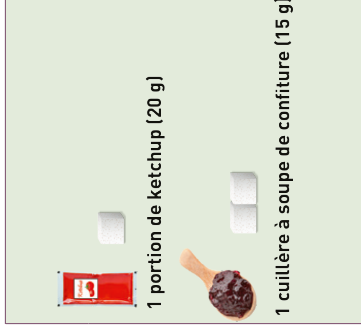 1 portion de ketchup (20 g)
1 cuillère à soupe de confiture (15 g)